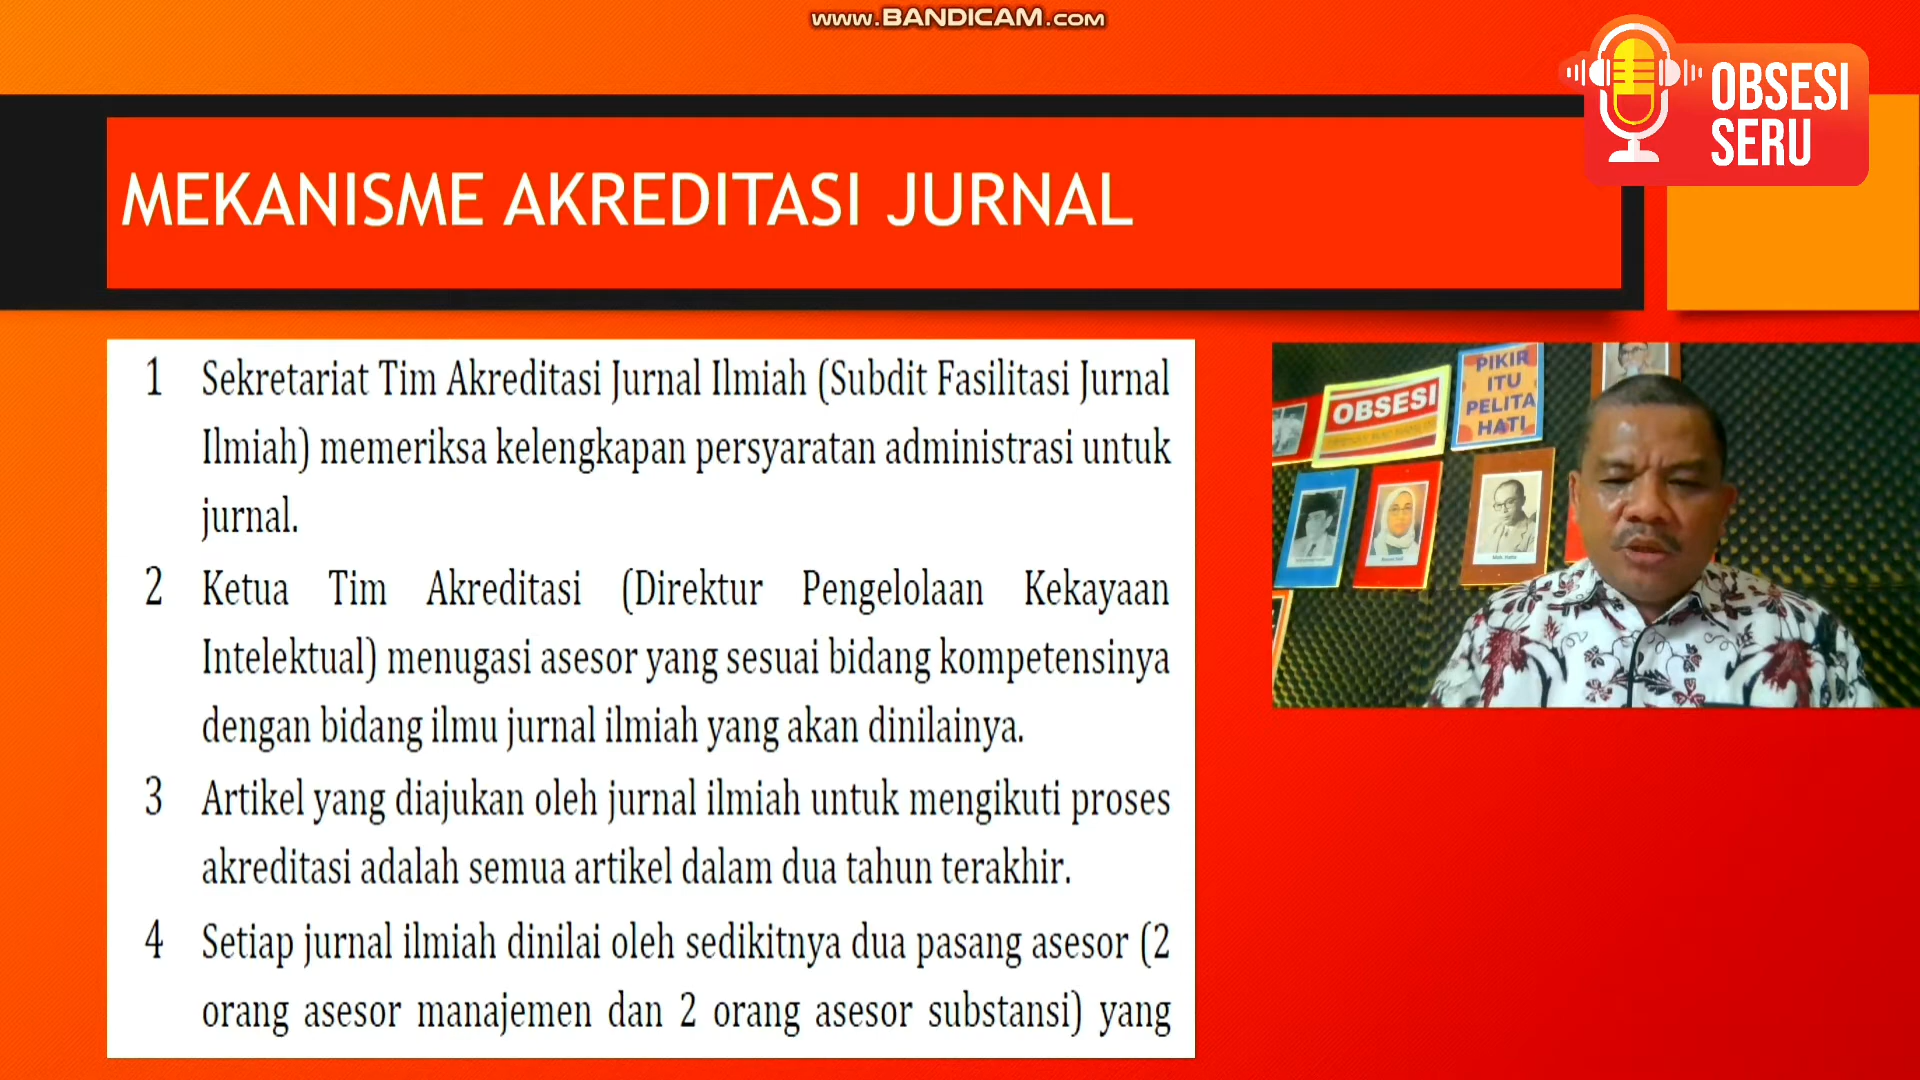 www.BANDICAM.com
OBSESI
SERU
MEKANISME AKREDITASI JURNAL
1 Sekretariat Tim Akreditasi Jurnal Ilmiah (Subdit Fasilitasi Jurnal
Ilmiah) memeriksa kelengkapan persyaratan administrasi untuk
jurnal.
2 Ketua Tim Akreditasi (Direktur Pengelolaan Kekayaan
Intelektual) menugasi asesor yang sesuai bidang kompetensinya
dengan bidang ilmu jurnal ilmiah yang akan dinilainya.
3 Artikel yang diajukan oleh jurnal ilmiah untuk mengikuti proses
akreditasi adalah semua artikel dalam dua tahun terakhir.
4 Setiap jurnal ilmiah dinilai oleh sedikitnya dua pasang asesor (2
orang asesor manajemen dan 2 orang asesor substansi) yang
OBSESI
PIKIR
ITU
PELITA
HATI
Moh. Hatta